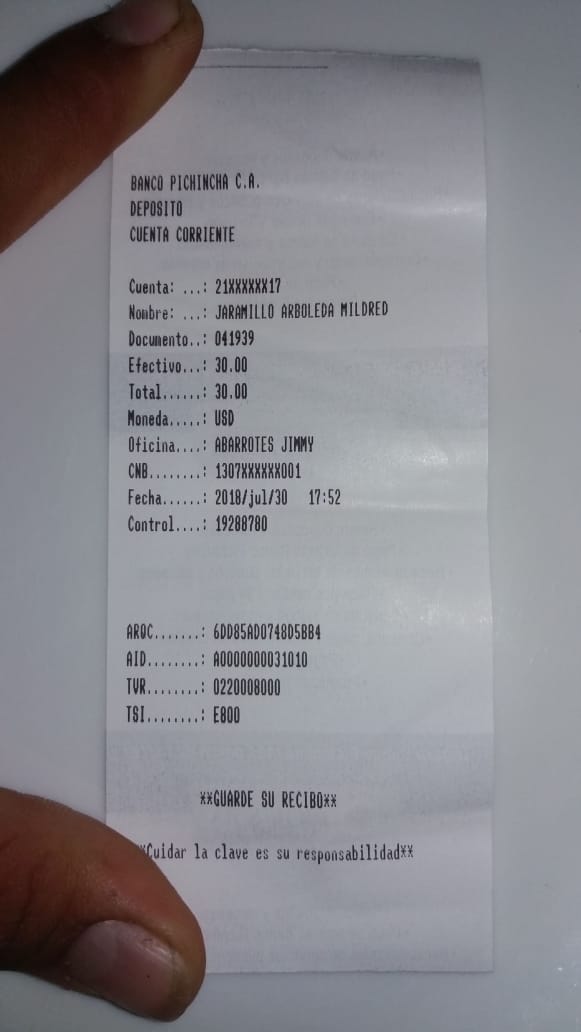 BANCO PICHINCHA C.A.
DEPOSITO
CUENTA CORRIENTE
Cuenta: ...: 21XXXXXX17
Nombre: ...: JARAMILLO ARBOLEDA MILDRED
Documento..: 041939
Efectivo...: 30.00
Total......: 30.00
Moneda.....: USD
Oficina....: ABARROTES JIMMY
CNB........: 1307XXXXXX001
Fecha......: 2018/jul/30 17:52
Control....: 19288780
ARQC.......: 6DD85AD0748D5BB4
AID........: A0000000031010
TVR........: 0220008000
TSI........: E800
**GUARDE SU RECIBO**
*Cuidar la clave es su responsabilidad**